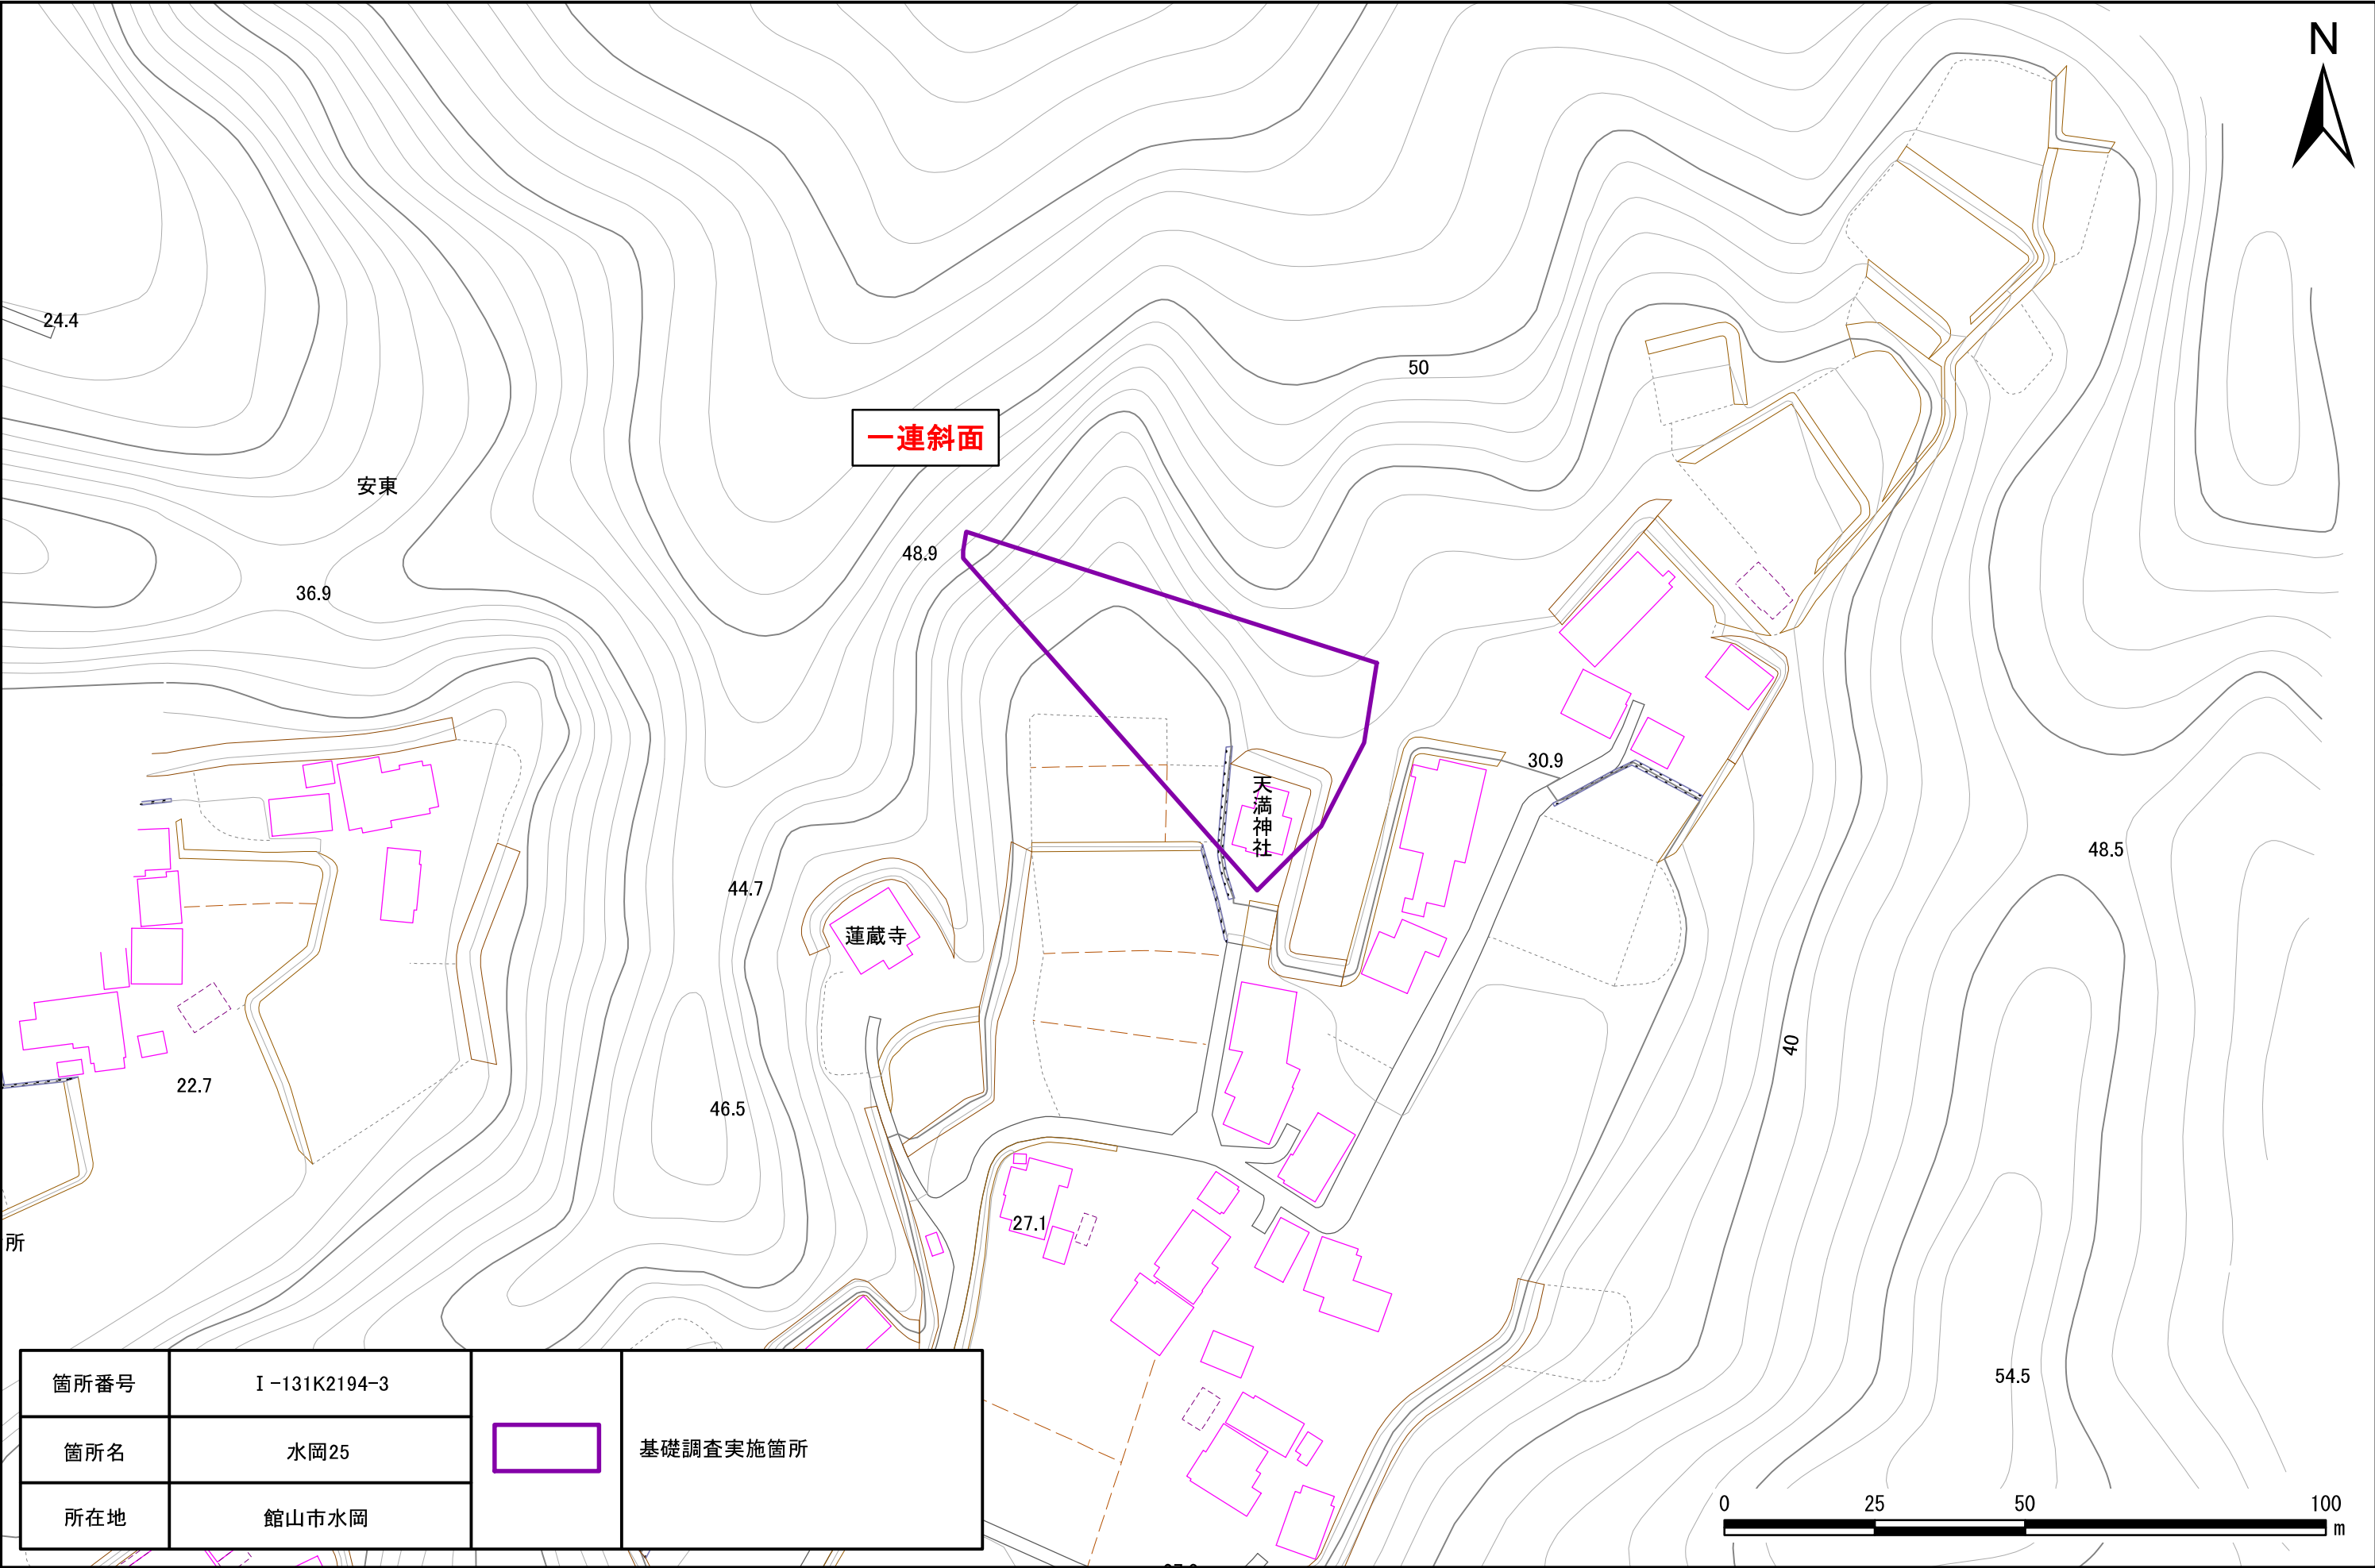 N
24.4
50
一連斜面
安東
48.9
36.9
30.9
天満神社
48.5
44.7
蓮蔵寺
40
22.7
46.5
27.1
所
54.5
箇所番号 Ⅰ-131K2194-3
箇所名 水岡25
所在地 館山市水岡
基礎調査実施箇所
0 25 50 100
m